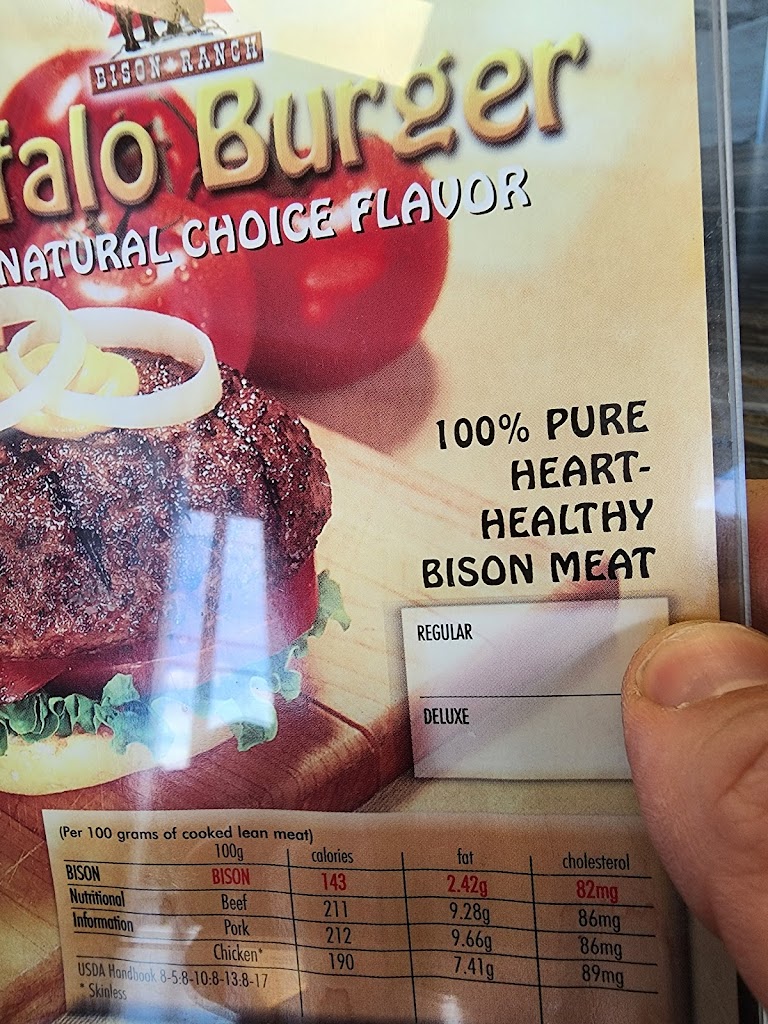 BISON RANCH
falo Burger
NATURAL CHOICE FLAVOR
100% PURE
HEART-
HEALTHY
BISON MEAT
REGULAR
DELUXE
(Per 100 grams of cooked lean meat)
100g calories fat cholesterol
BISON BISON 143 2.42g 82mg
Nutritional Beef 211 9.28g 86mg
Information Pork 212 9.66g 86mg
Chicken* 190 7.41g 89mg
USDA Handbook 8-5:8-10:8-13:8-17
* Skinless